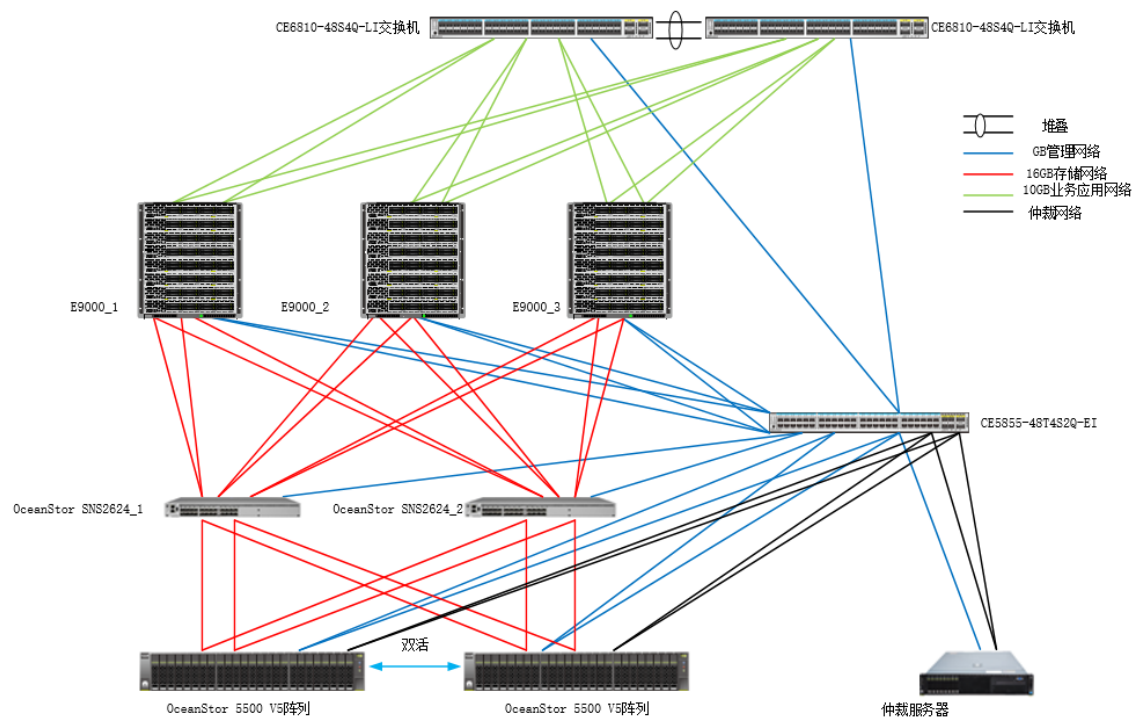 CE6810-48S4Q-LI交换机
CE6810-48S4Q-LI交换机
堆叠
GB管理网络
16GB存储网络
10GB业务应用网络
仲裁网络
E9000_1
E9000_2
E9000_3
CE5855-48T4S2Q-EI
OceanStor SNS2624_1
OceanStor SNS2624_2
双活
OceanStor 5500 V5阵列
OceanStor 5500 V5阵列
仲裁服务器